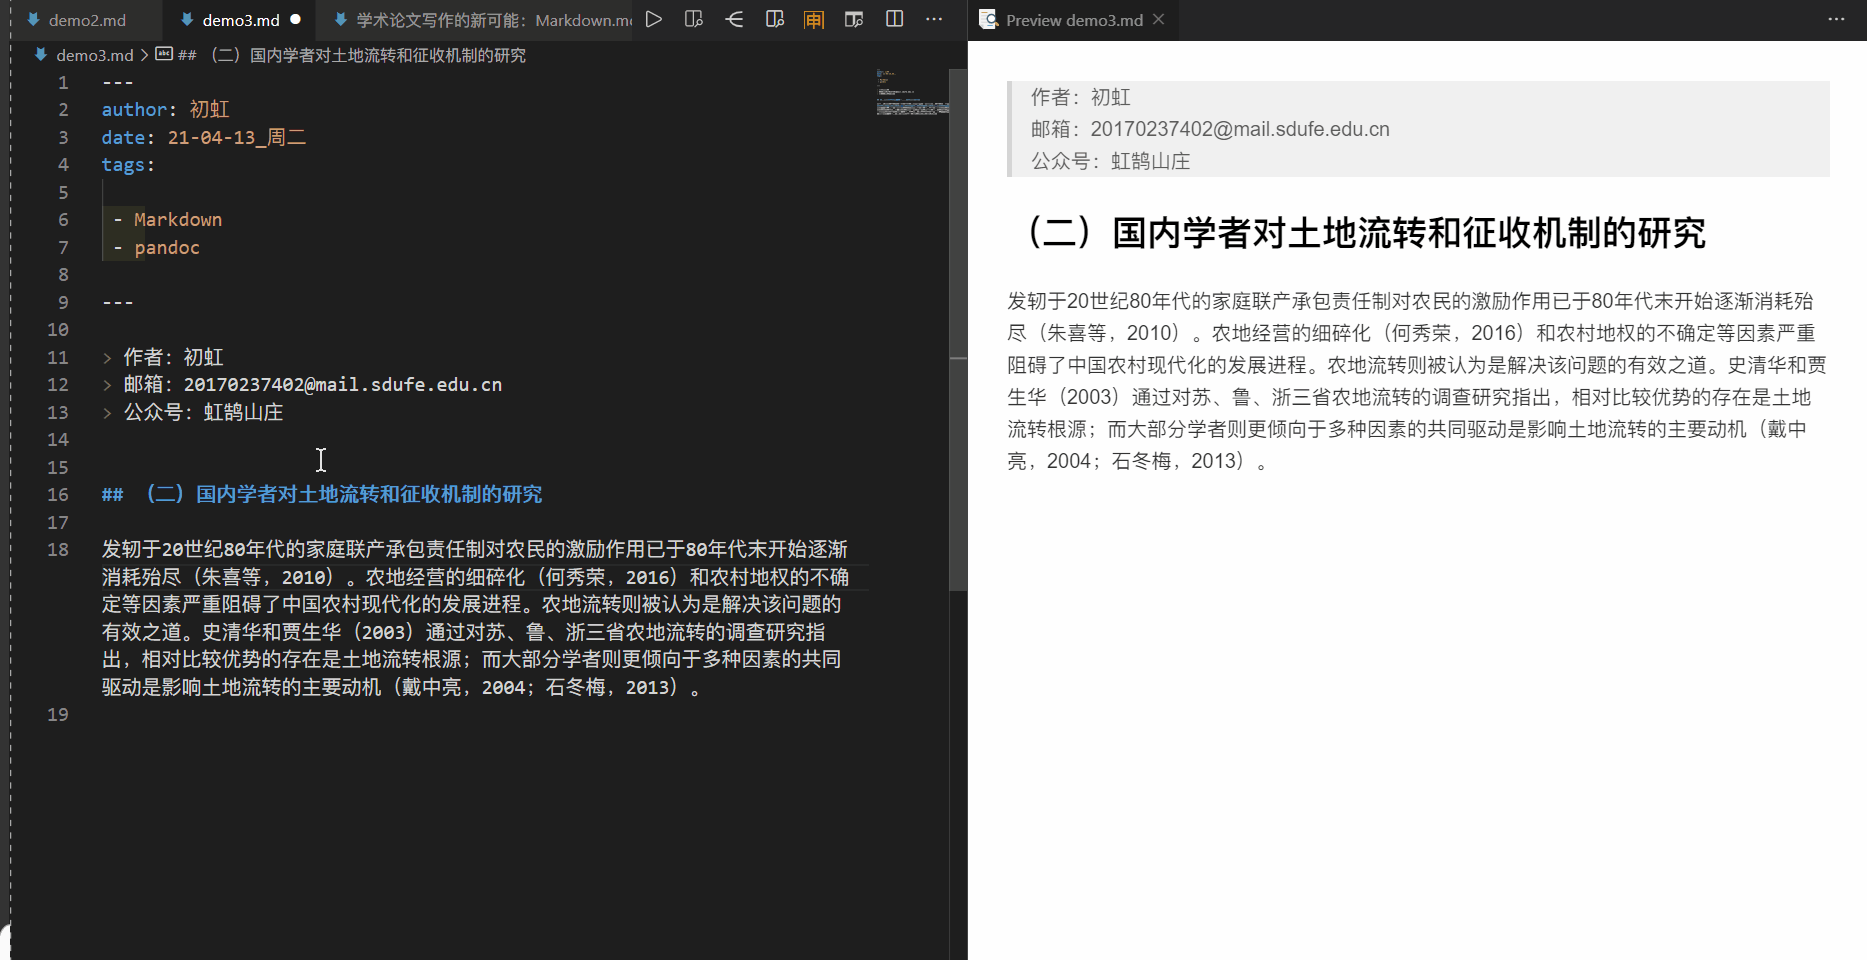 demo2.md
demo3.md
学术论文写作的新可能：Markdown.m
Preview demo3.md
demo3.md > ## （二）国内学者对土地流转和征收机制的研究
1 ---
2 author: 初虹
3 date: 21-04-13_周二
4 tags:
5
6 - Markdown
7 - pandoc
8
9 ---
10
11 > 作者：初虹
12 > 邮箱：20170237402@mail.sdufe.edu.cn
13 > 公众号：虹鹄山庄
14
15
16 ## （二）国内学者对土地流转和征收机制的研究
17
18 发轫于20世纪80年代的家庭联产承包责任制对农民的激励作用已于80年代末开始逐渐
消耗殆尽（朱喜等，2010）。农地经营的细碎化（何秀荣，2016）和农村地权的不确
定等因素严重阻碍了中国农村现代化的发展进程。农地流转则被认为是解决该问题的
有效之道。史清华和贾生华（2003）通过对苏、鲁、浙三省农地流转的调查研究指
出，相对比较优势的存在是土地流转根源；而大部分学者则更倾向于多种因素的共同
驱动是影响土地流转的主要动机（戴中亮，2004；石冬梅，2013）。
19
作者：初虹
邮箱：20170237402@mail.sdufe.edu.cn
公众号：虹鹄山庄
（二）国内学者对土地流转和征收机制的研究
发轫于20世纪80年代的家庭联产承包责任制对农民的激励作用已于80年代末开始逐渐消耗殆
尽（朱喜等，2010）。农地经营的细碎化（何秀荣，2016）和农村地权的不确定等因素严重
阻碍了中国农村现代化的发展进程。农地流转则被认为是解决该问题的有效之道。史清华和贾
生华（2003）通过对苏、鲁、浙三省农地流转的调查研究指出，相对比较优势的存在是土地
流转根源；而大部分学者则更倾向于多种因素的共同驱动是影响土地流转的主要动机（戴中
亮，2004；石冬梅，2013）。